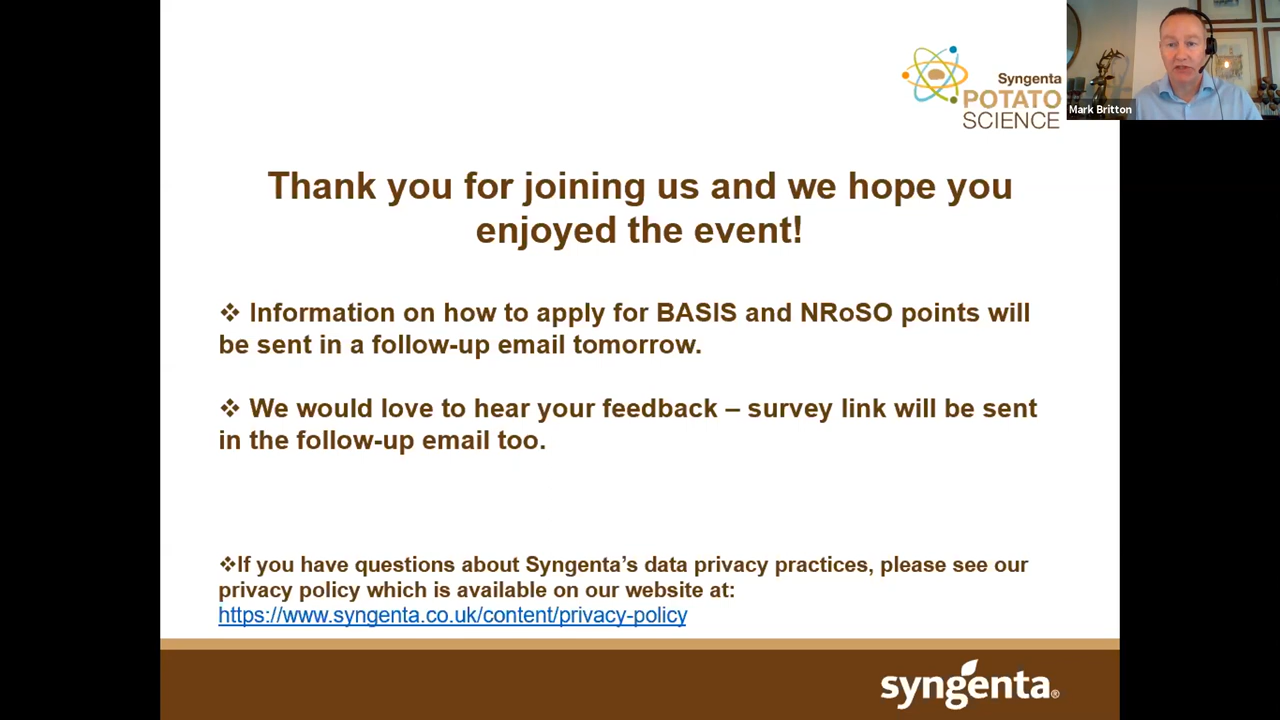 Syngenta
POTATO
SCIENCE
Mark Britton
Thank you for joining us and we hope you
enjoyed the event!
❖ Information on how to apply for BASIS and NRoSO points will
be sent in a follow-up email tomorrow.
❖ We would love to hear your feedback – survey link will be sent
in the follow-up email too.
❖If you have questions about Syngenta’s data privacy practices, please see our
privacy policy which is available on our website at:
https://www.syngenta.co.uk/content/privacy-policy
syngenta®